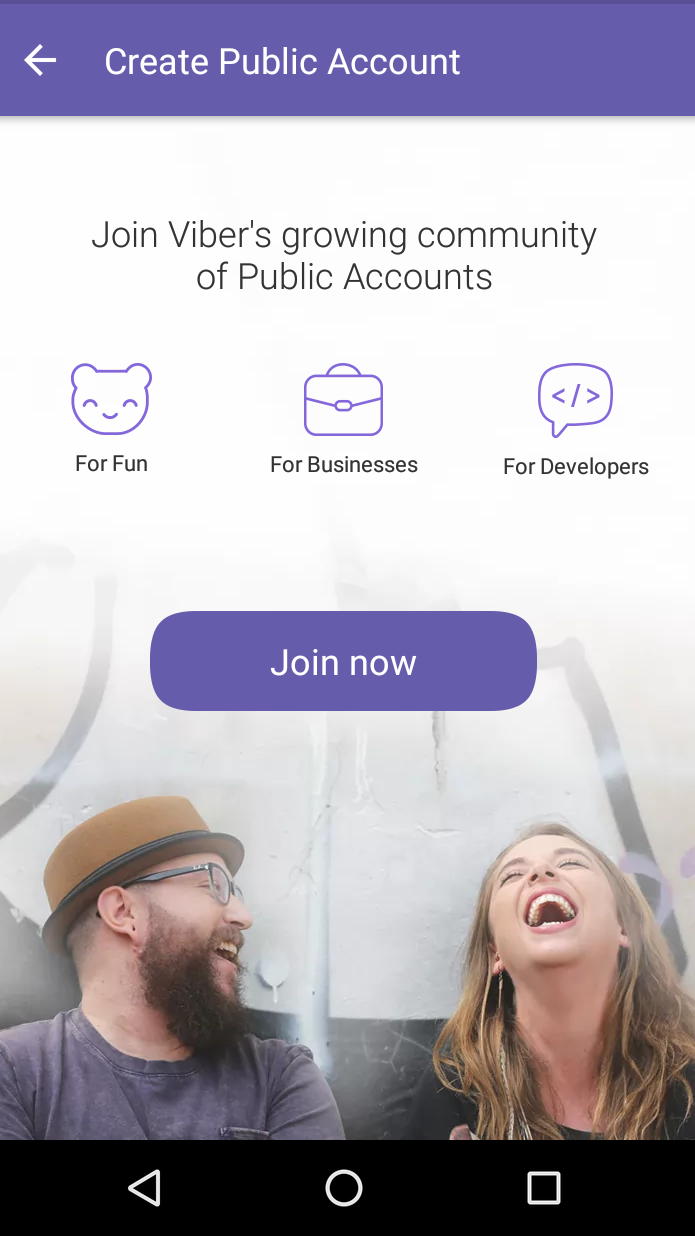 Create Public Account
Join Viber's growing community
of Public Accounts
For Fun
For Businesses
</>
For Developers
Join now